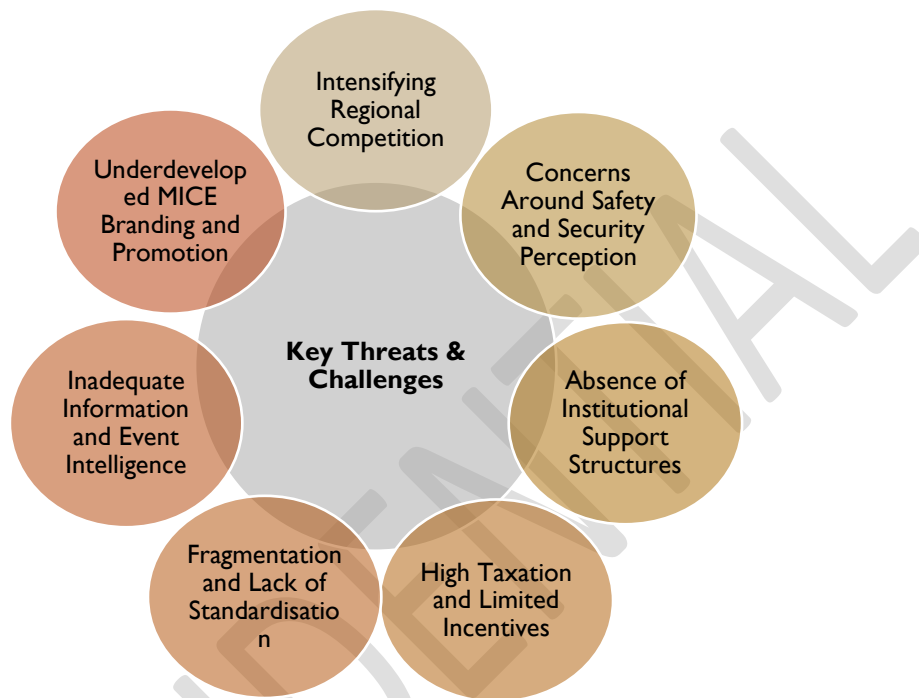 Intensifying
Regional
Competition
Concerns
Around Safety
and Security
Perception
Absence of
Institutional
Support
Structures
High Taxation
and Limited
Incentives
Fragmentation
and Lack of
Standardisatio
n
Inadequate
Information
and Event
Intelligence
Underdevelop
ed MICE
Branding and
Promotion
Key Threats &
Challenges
DENTIAL